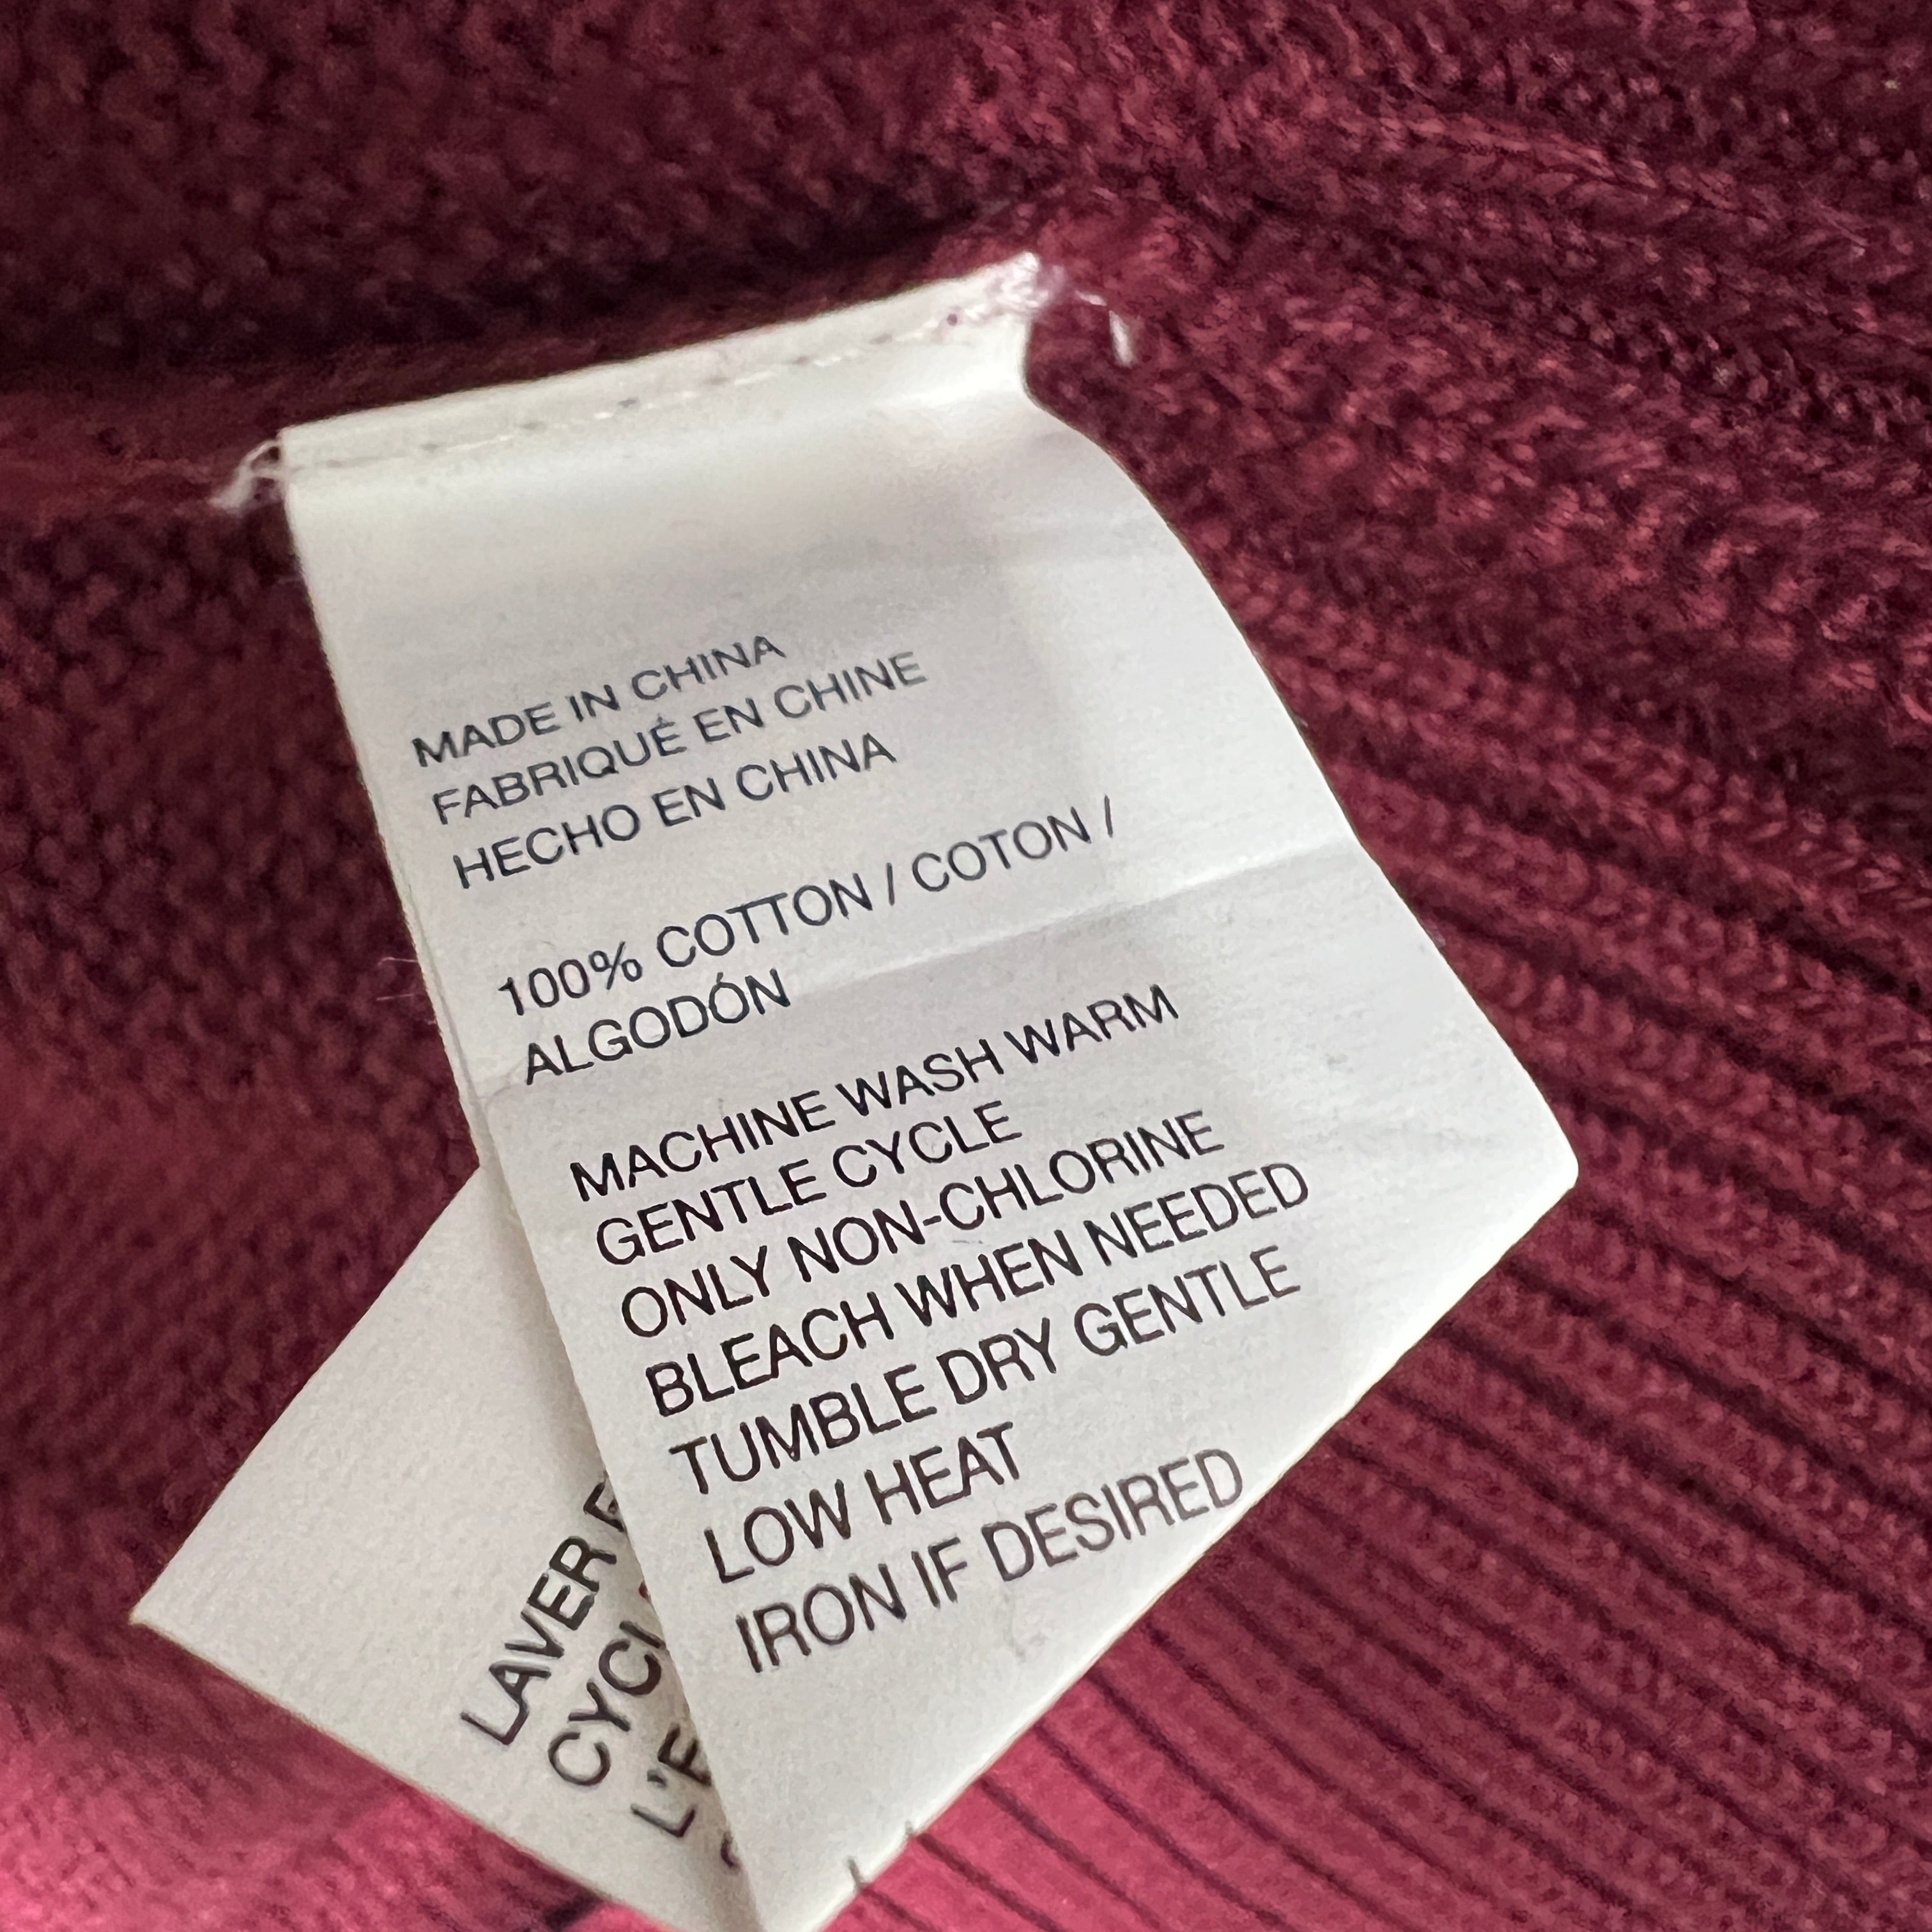 MADE IN CHINA
FABRIQUÉ EN CHINE
HECHO EN CHINA
100% COTTON / COTON /
ALGODÓN
MACHINE WASH WARM
GENTLE CYCLE
ONLY NON-CHLORINE
BLEACH WHEN NEEDED
TUMBLE DRY GENTLE
LOW HEAT
IRON IF DESIRED
LAVER
L'E